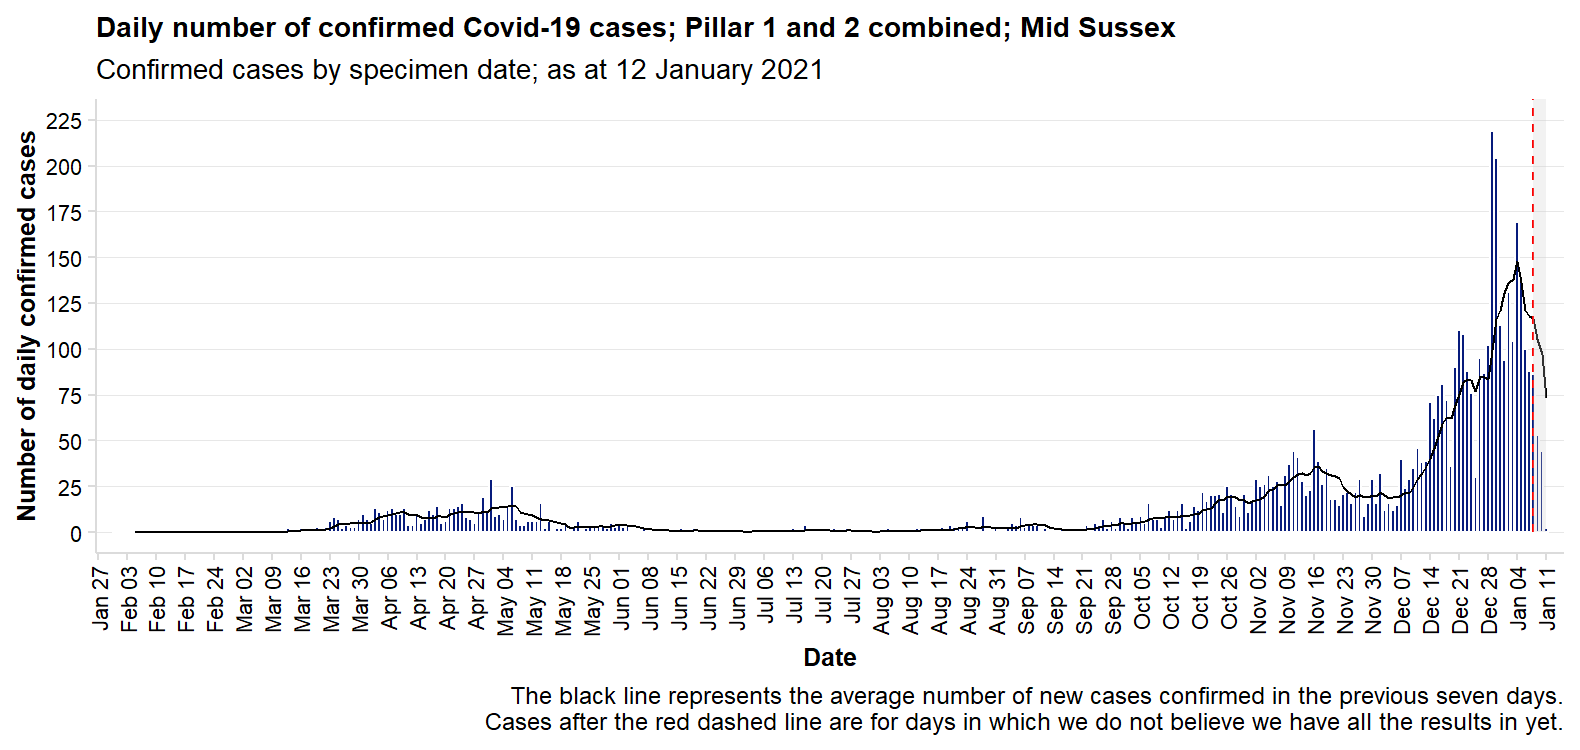 Daily number of confirmed Covid-19 cases; Pillar 1 and 2 combined; Mid Sussex
Confirmed cases by specimen date; as at 12 January 2021
Number of daily confirmed cases
225
200
175
150
125
100
75
50
25
0
Jan 27
Feb 03
Feb 10
Feb 17
Feb 24
Mar 02
Mar 09
Mar 16
Mar 23
Mar 30
Apr 06
Apr 13
Apr 20
Apr 27
May 04
May 11
May 18
May 25
Jun 01
Jun 08
Jun 15
Jun 22
Jun 29
Jul 06
Jul 13
Jul 20
Jul 27
Aug 03
Aug 10
Aug 17
Aug 24
Aug 31
Sep 07
Sep 14
Sep 21
Sep 28
Oct 05
Oct 12
Oct 19
Oct 26
Nov 02
Nov 09
Nov 16
Nov 23
Nov 30
Dec 07
Dec 14
Dec 21
Dec 28
Jan 04
Jan 11
Date
The black line represents the average number of new cases confirmed in the previous seven days.
Cases after the red dashed line are for days in which we do not believe we have all the results in yet.